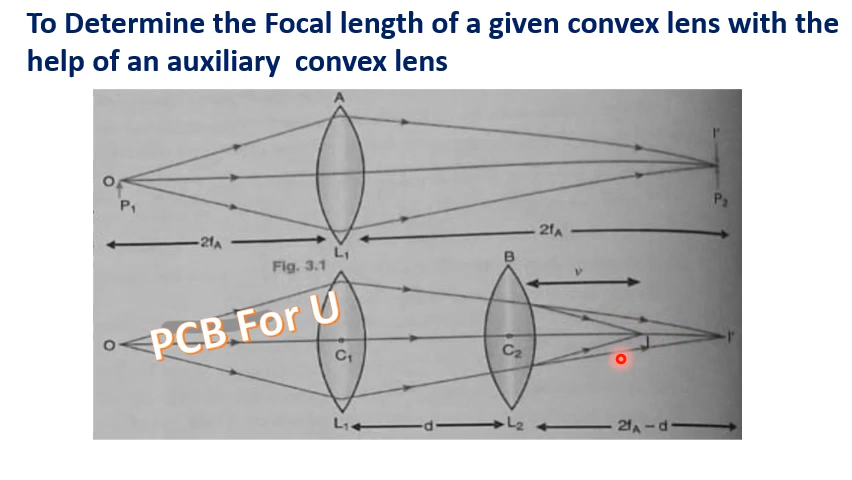 To Determine the Focal length of a given convex lens with the
help of an auxiliary convex lens
A
I'
O
P₁
P₂
2fA
2fA
L₁
Fig. 3.1
B
v
PCB For U
O
C₁
C₂
J
I'
L₁
d
L₂
2fA – d